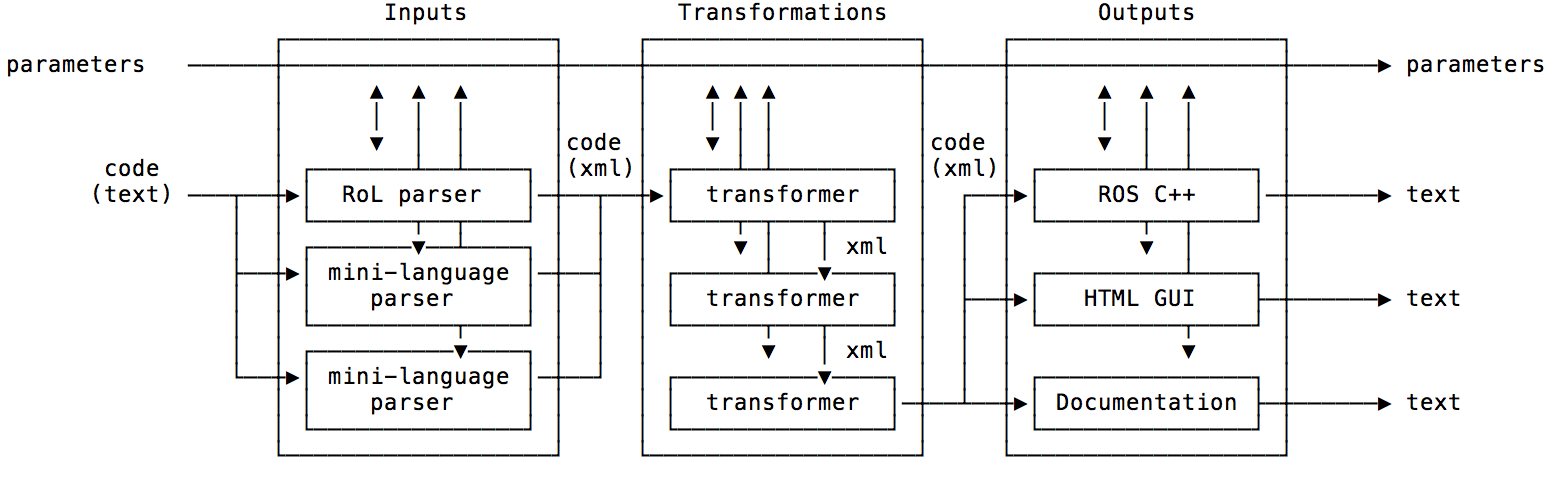 Inputs
Transformations
Outputs
parameters
parameters
code
(text)
code
(xml)
code
(xml)
RoL parser
transformer
ROS C++
text
xml
mini-language
parser
transformer
HTML GUI
text
xml
mini-language
parser
transformer
Documentation
text